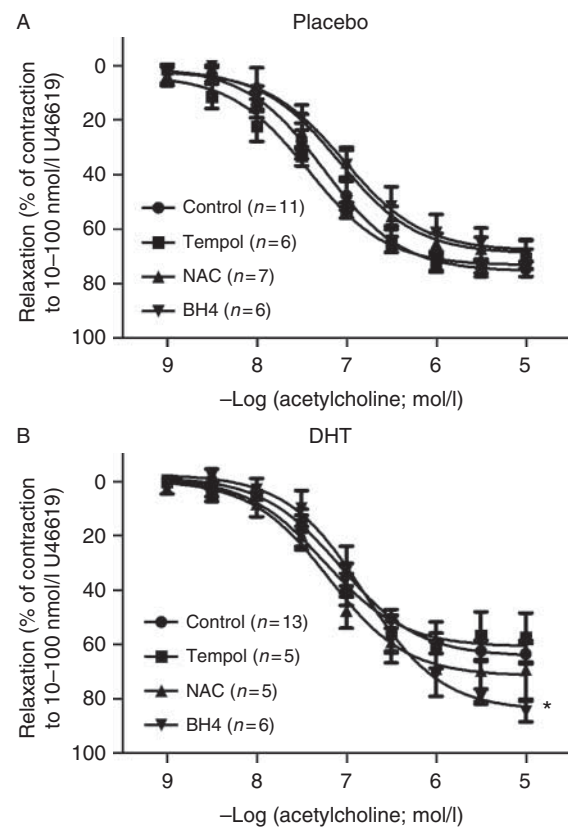 A
Placebo
Relaxation (% of contraction
to 10–100 nmol/l U46619)
0
20
40
60
80
100
Control (n=11)
Tempol (n=6)
NAC (n=7)
BH4 (n=6)
9 8 7 6 5
–Log (acetylcholine; mol/l)
B
DHT
Relaxation (% of contraction
to 10–100 nmol/l U46619)
0
20
40
60
80
100
Control (n=13)
Tempol (n=5)
NAC (n=5)
BH4 (n=6)
*
9 8 7 6 5
–Log (acetylcholine; mol/l)